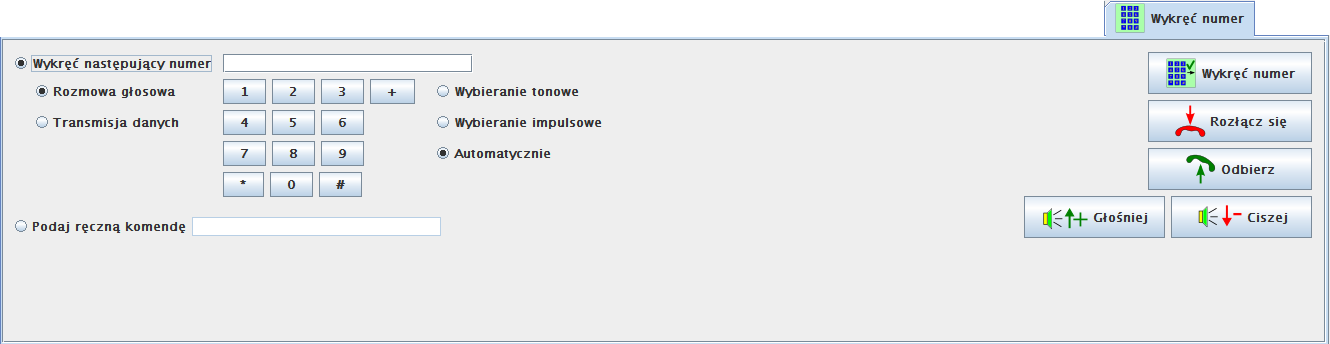 Wykręć numer
Wykręć następujący numer
Wykręć numer
Rozmowa głosowa 1 2 3 + Wybieranie tonowe
Transmisja danych 4 5 6 Wybieranie impulsowe
Rozłącz się
7 8 9 Automatycznie
Odbierz
* 0 #
Podaj ręczną komendę
Głośniej Ciszej